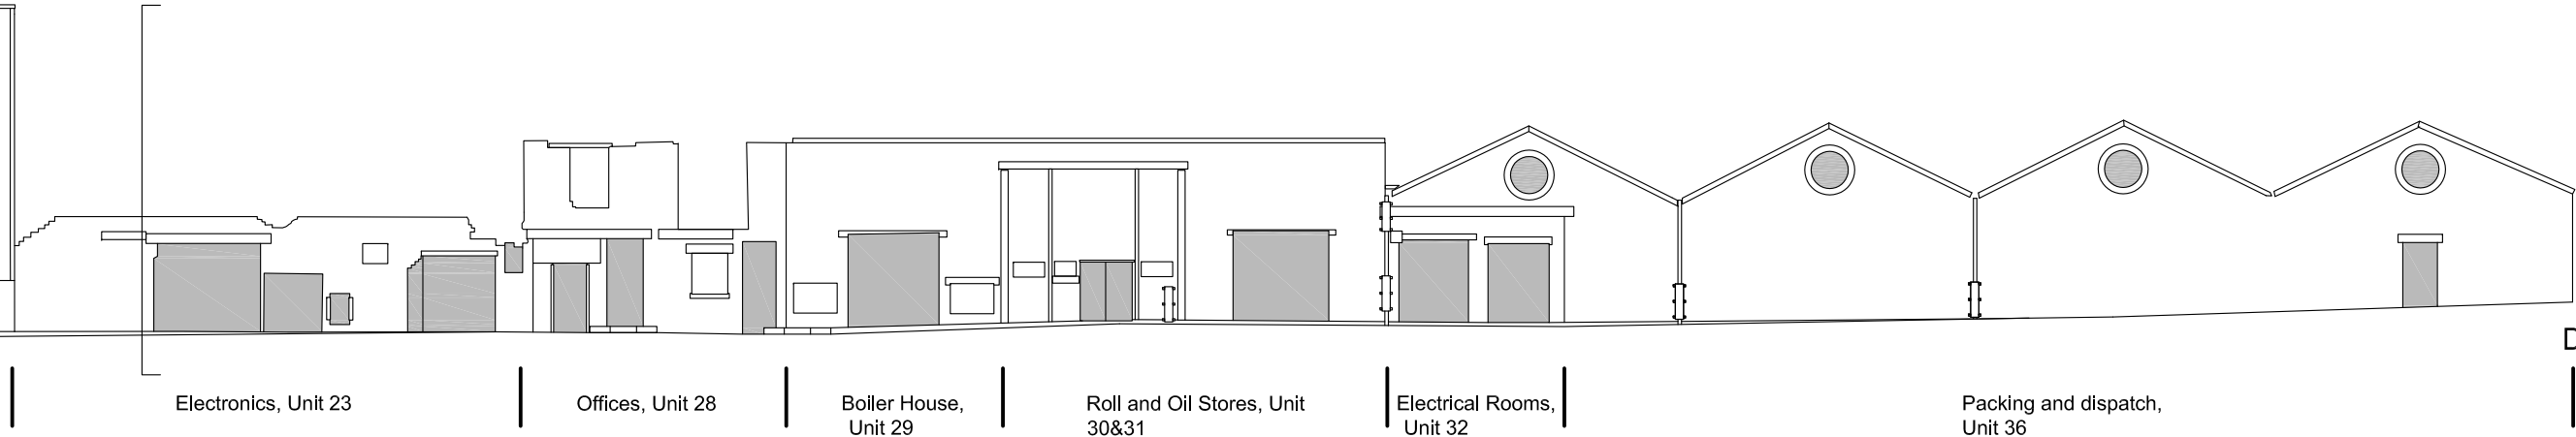 D
Electronics, Unit 23
Offices, Unit 28
Boiler House,
Unit 29
Roll and Oil Stores, Unit
30&31
Electrical Rooms,
Unit 32
Packing and dispatch,
Unit 36